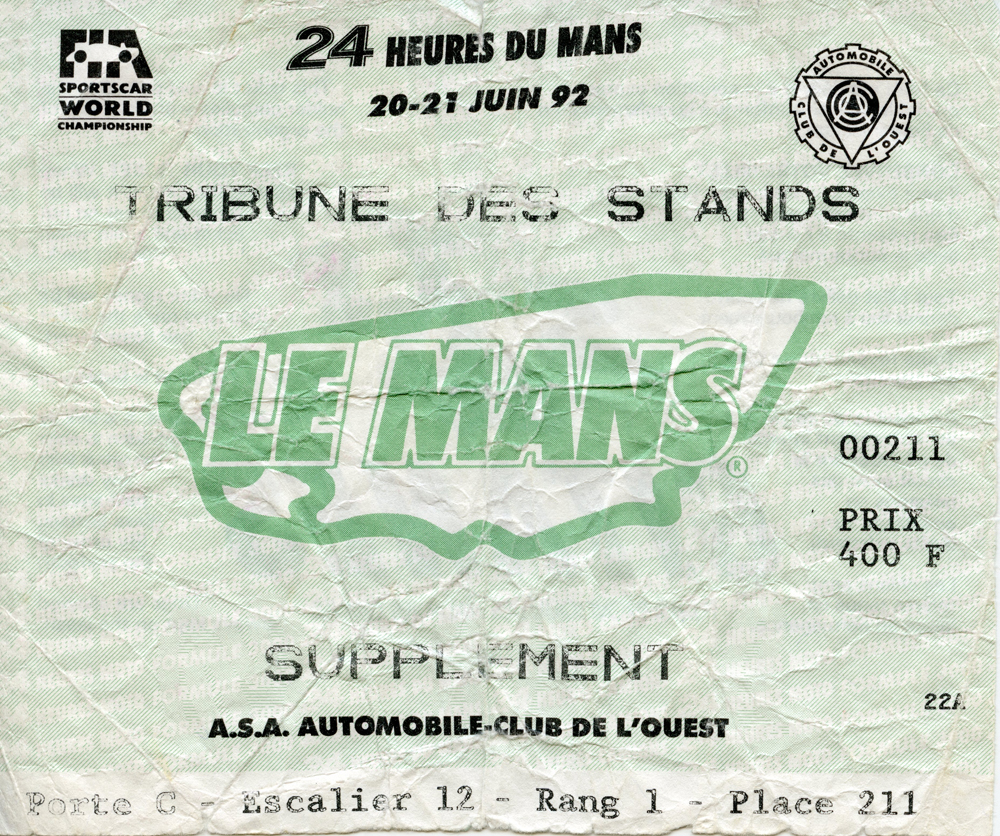 FIA
SPORTSCAR
WORLD
CHAMPIONSHIP
24 HEURES DU MANS
20-21 JUIN 92
AUTOMOBILE
CLUB DE L'OUEST
TRIBUNE DES STANDS
LE MANS®
00211
PRIX
400 F
SUPPLEMENT
22A
A.S.A. AUTOMOBILE-CLUB DE L'OUEST
Porte C - Escalier 12 - Rang 1 - Place 211